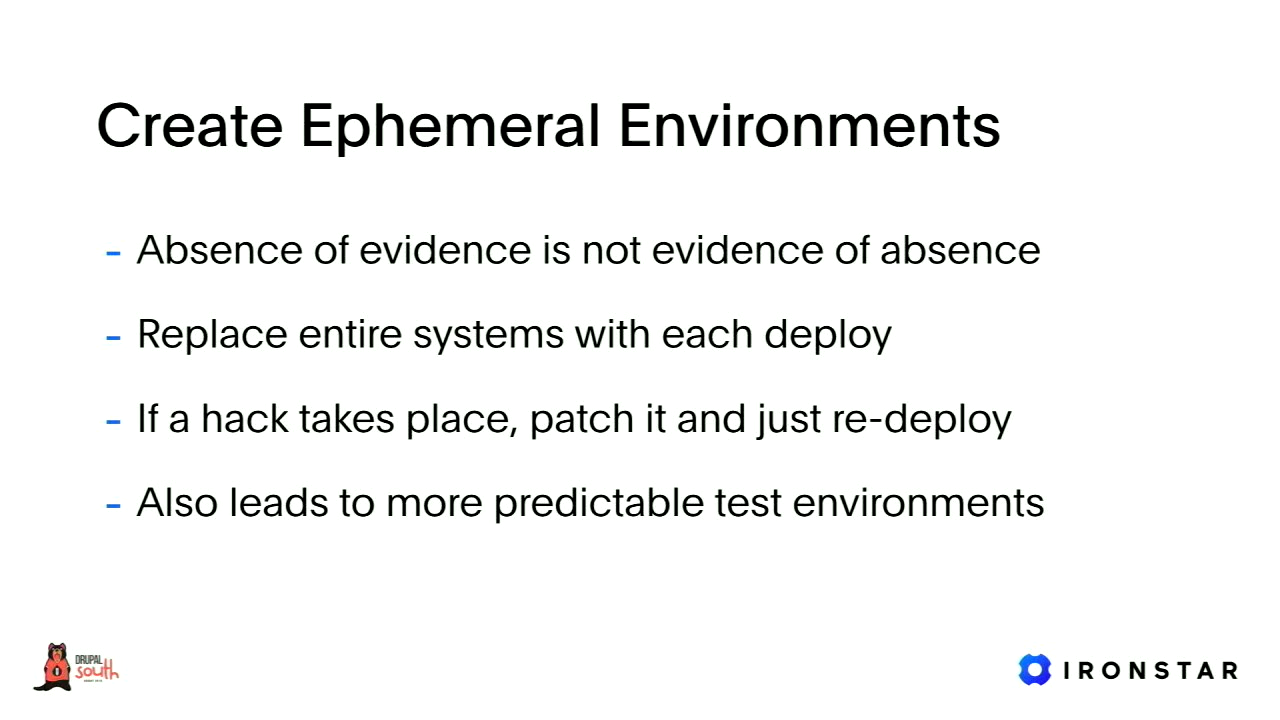 Create Ephemeral Environments
- Absence of evidence is not evidence of absence
- Replace entire systems with each deploy
- If a hack takes place, patch it and just re-deploy
- Also leads to more predictable test environments
DRUPAL
south
IRONSTAR